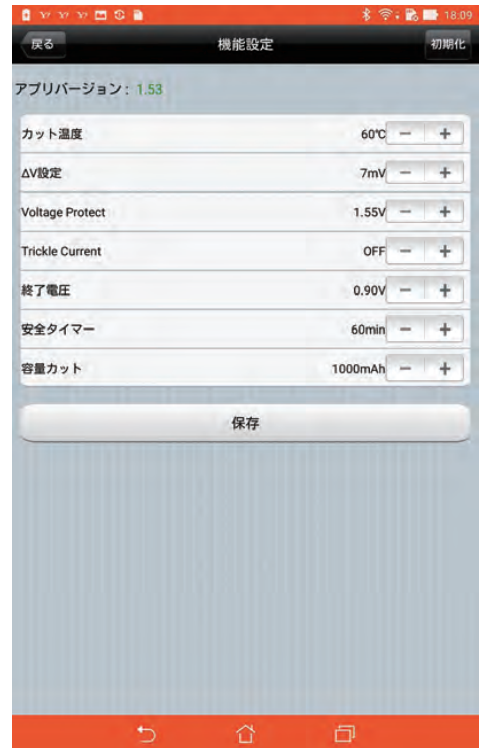 18:09
戻る 機能設定 初期化
アプリバージョン: 1.53
カット温度 60℃ − +
ΔV設定 7mV − +
Voltage Protect 1.55V − +
Trickle Current OFF − +
終了電圧 0.90V − +
安全タイマー 60min − +
容量カット 1000mAh − +
保存